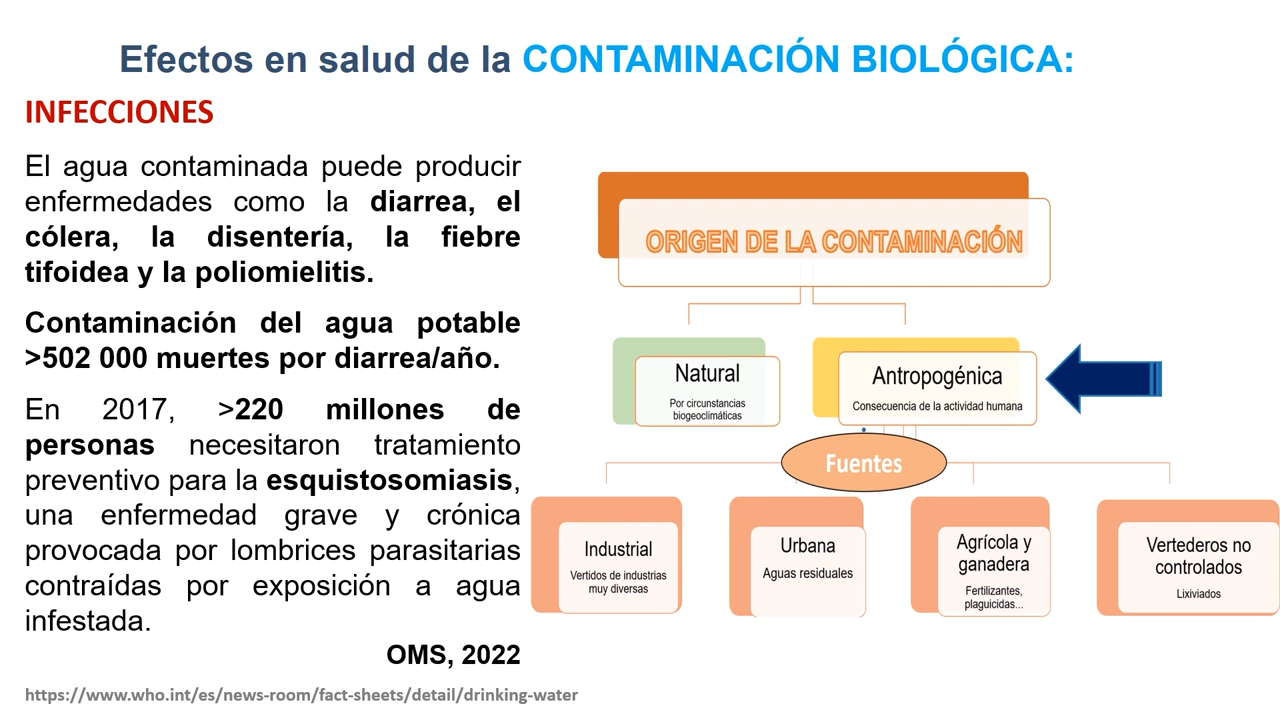 Efectos en salud de la CONTAMINACIÓN BIOLÓGICA:
INFECCIONES
El agua contaminada puede producir
enfermedades como la diarrea, el
cólera, la disentería, la fiebre
tifoidea y la poliomielitis.
Contaminación del agua potable
>502 000 muertes por diarrea/año.
En 2017, >220 millones de
personas necesitaron tratamiento
preventivo para la esquistosomiasis,
una enfermedad grave y crónica
provocada por lombrices parasitarias
contraídas por exposición a agua
infestada.
OMS, 2022
https://www.who.int/es/news-room/fact-sheets/detail/drinking-water
ORIGEN DE LA CONTAMINACIÓN
Natural
Por circunstancias
biogeoclimáticas
Antropogénica
Consecuencia de la actividad humana
Fuentes
Industrial
Vertidos de industrias
muy diversas
Urbana
Aguas residuales
Agrícola y
ganadera
Fertilizantes,
plaguicidas...
Vertederos no
controlados
Lixiviados